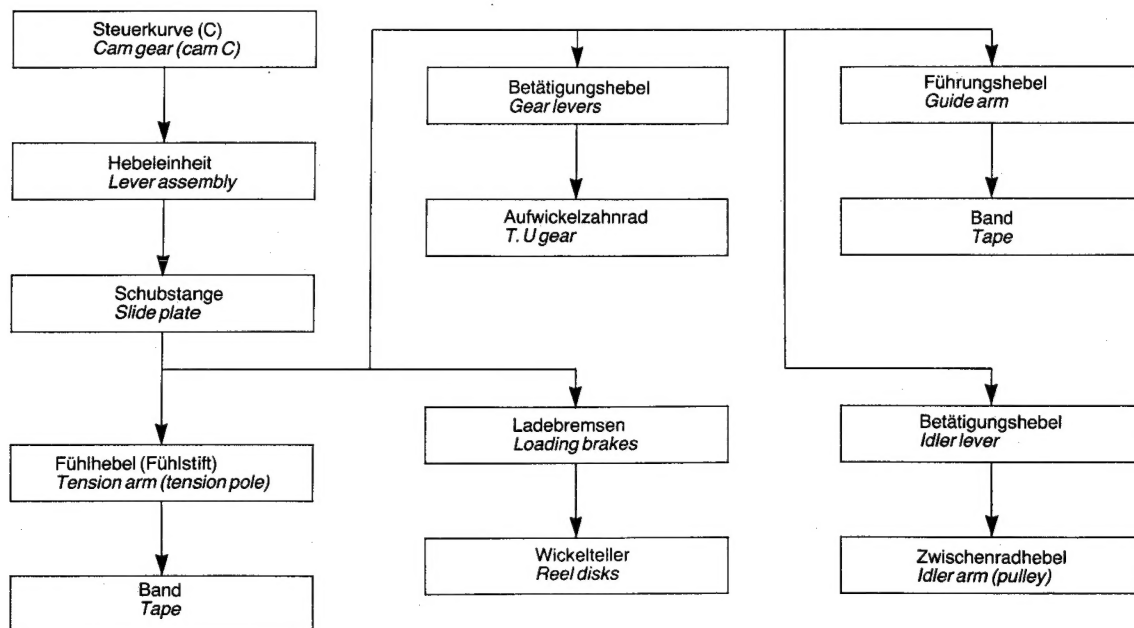 Steuerkurve (C)
Cam gear (cam C)
Hebeleinheit
Lever assembly
Schubstange
Slide plate
Fühlhebel (Fühlstift)
Tension arm (tension pole)
Band
Tape
Betätigungshebel
Gear levers
Aufwickelzahnrad
T. U gear
Ladebremsen
Loading brakes
Wickelteller
Reel disks
Führungshebel
Guide arm
Band
Tape
Betätigungshebel
Idler lever
Zwischenradhebel
Idler arm (pulley)